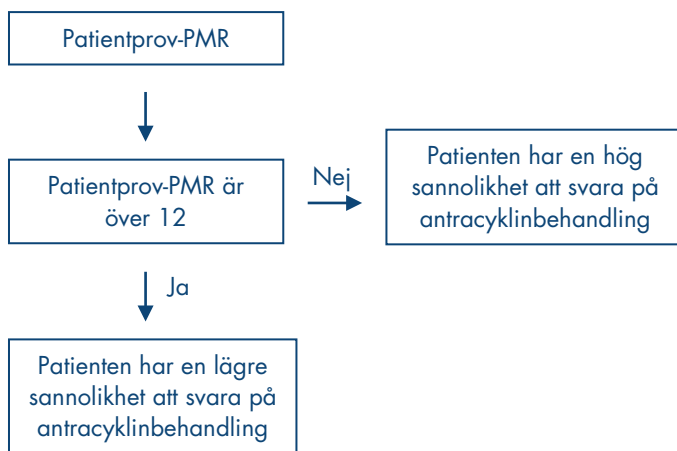 Patientprov-PMR
Patientprov-PMR är
över 12
Nej
Patienten har en hög
sannolikhet att svara på
antracyklinbehandling
Ja
Patienten har en lägre
sannolikhet att svara på
antracyklinbehandling